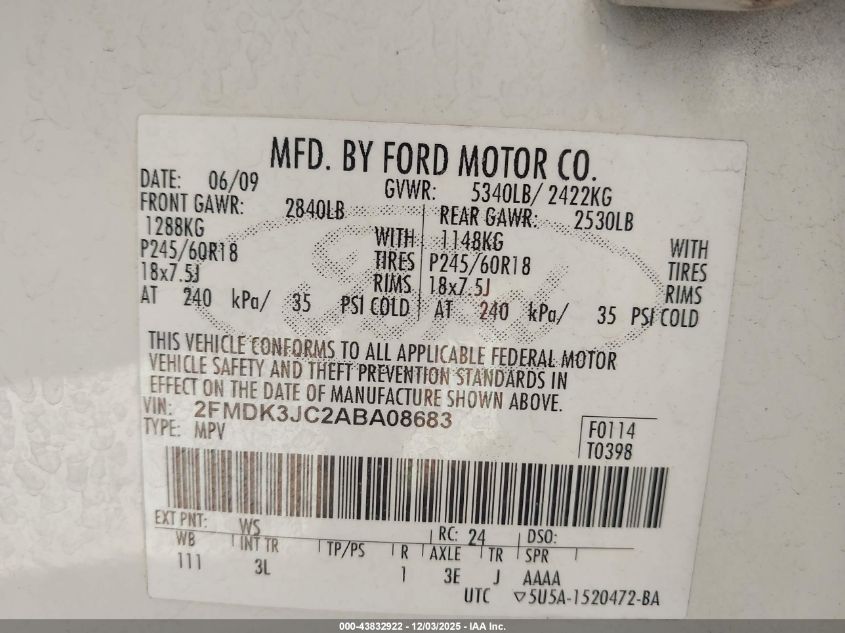 MFD. BY FORD MOTOR CO.
DATE: 06/09 GVWR: 5340LB/ 2422KG
FRONT GAWR: 2840LB REAR GAWR: 2530LB
1288KG WITH 1148KG WITH
P245/60R18 TIRES P245/60R18 TIRES
18x7.5J RIMS 18x7.5J RIMS
AT 240 kPa/ 35 PSI COLD AT 240 kPa/ 35 PSI COLD
THIS VEHICLE CONFORMS TO ALL APPLICABLE FEDERAL MOTOR
VEHICLE SAFETY AND THEFT PREVENTION STANDARDS IN
EFFECT ON THE DATE OF MANUFACTURE SHOWN ABOVE.
VIN: 2FMDK3JC2ABA08683
TYPE: MPV
F0114
T0398
EXT PNT: WS RC: 24 DSO:
WB INT TR TP/PS R AXLE TR SPR
111 3L 1 3E J AAAA
UTC ▽5U5A-1520472-BA
000-43832922 - 12/03/2025 - IAA Inc.